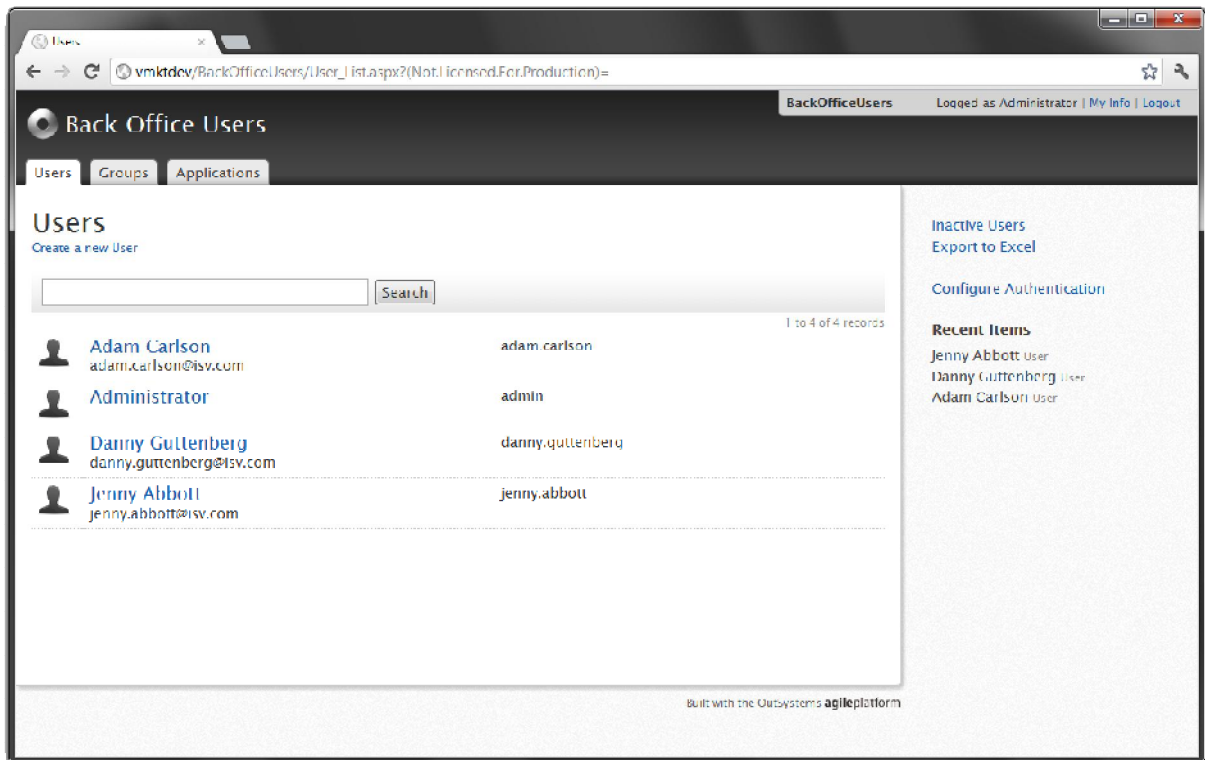 Users
vmktdev/BackOfficeUsers/User_List.aspx?(Not.Licensed.For.Production)=
BackOfficeUsers Logged as Administrator | My Info | Logout
Back Office Users
Users Groups Applications
Users
Create a new User
Search
1 to 4 of 4 records
Adam Carlson adam.carlson
adam.carlson@isv.com
Administrator admin
Danny Guttenberg danny.guttenberg
danny.guttenberg@isv.com
Jenny Abbott jenny.abbott
jenny.abbott@isv.com
Inactive Users
Export to Excel
Configure Authentication
Recent Items
Jenny Abbott User
Danny Guttenberg User
Adam Carlson User
Built with the OutSystems agileplatform